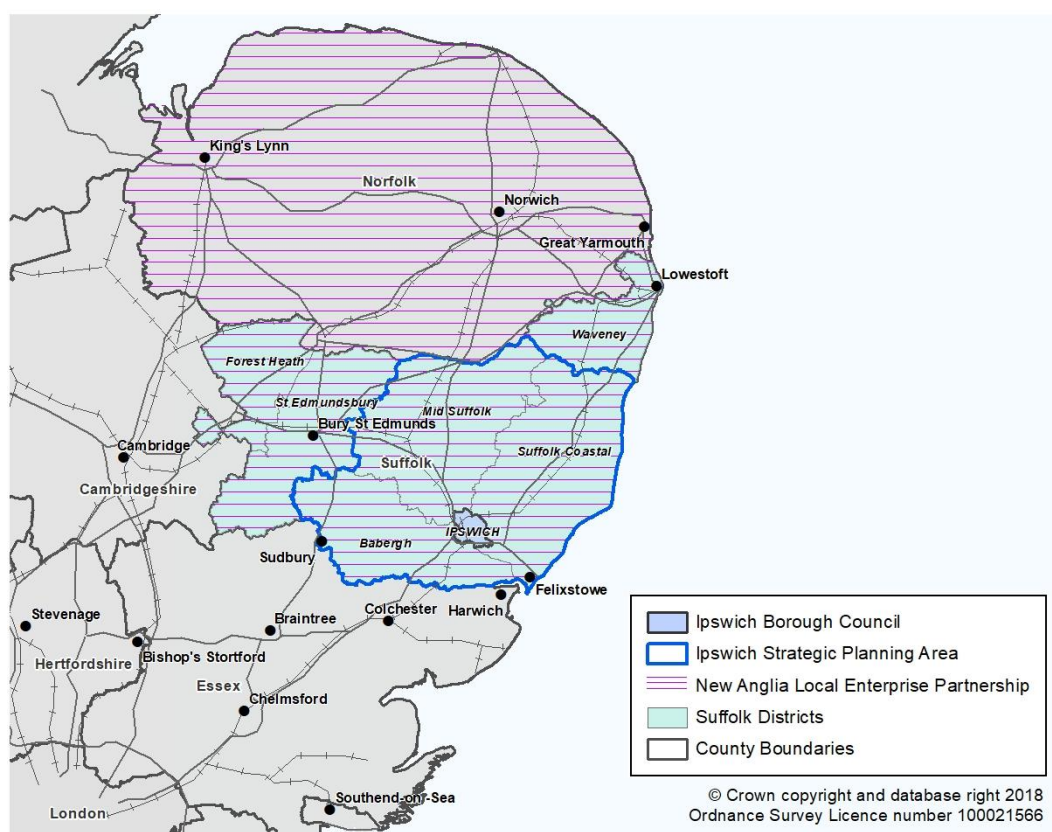 King's Lynn
Norfolk
Norwich
Great Yarmouth
Lowestoft
Waveney
Forest Heath
St Edmundsbury
Mid Suffolk
Bury St Edmunds
Suffolk Coastal
Cambridge
Suffolk
Cambridgeshire
IPSWICH
Babergh
Sudbury
Felixstowe
Harwich
Stevenage
Braintree
Colchester
Bishop's Stortford
Hertfordshire
Essex
Chelmsford
London
Southend-on-Sea
Ipswich Borough Council
Ipswich Strategic Planning Area
New Anglia Local Enterprise Partnership
Suffolk Districts
County Boundaries
© Crown copyright and database right 2018
Ordnance Survey Licence number 100021566